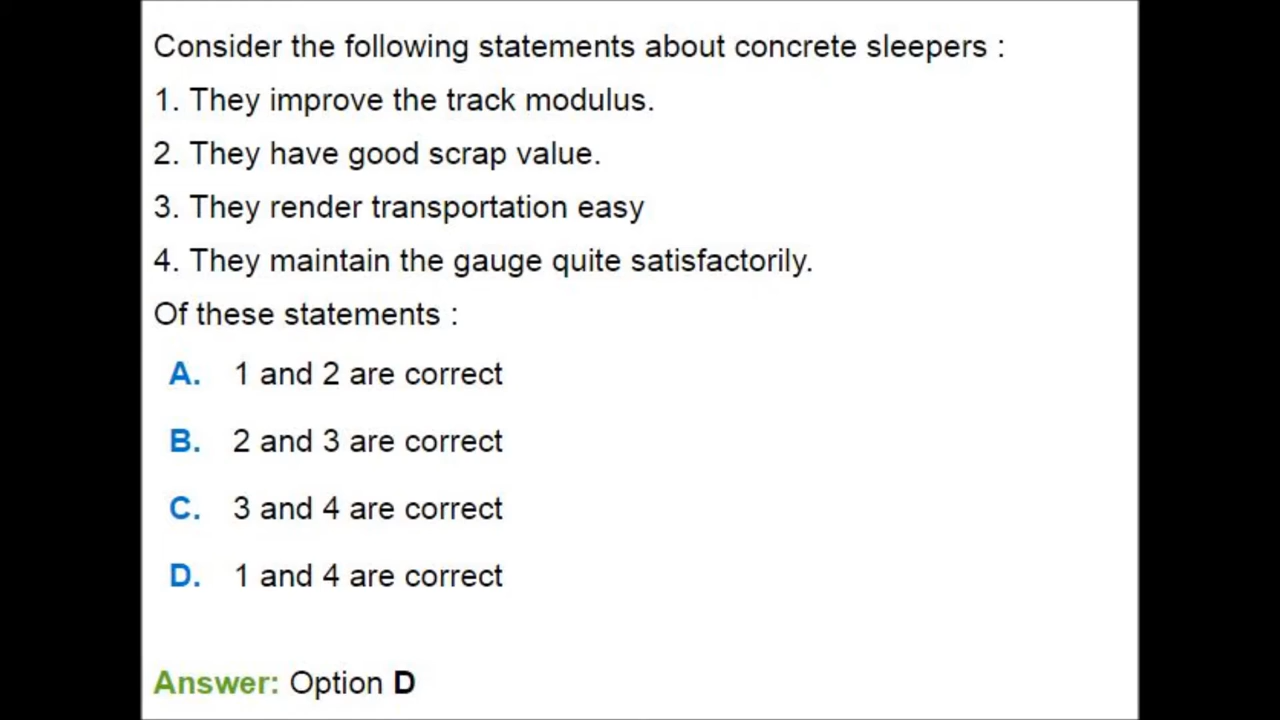 Consider the following statements about concrete sleepers :
1. They improve the track modulus.
2. They have good scrap value.
3. They render transportation easy
4. They maintain the gauge quite satisfactorily.
Of these statements :
A. 1 and 2 are correct
B. 2 and 3 are correct
C. 3 and 4 are correct
D. 1 and 4 are correct
Answer: Option D